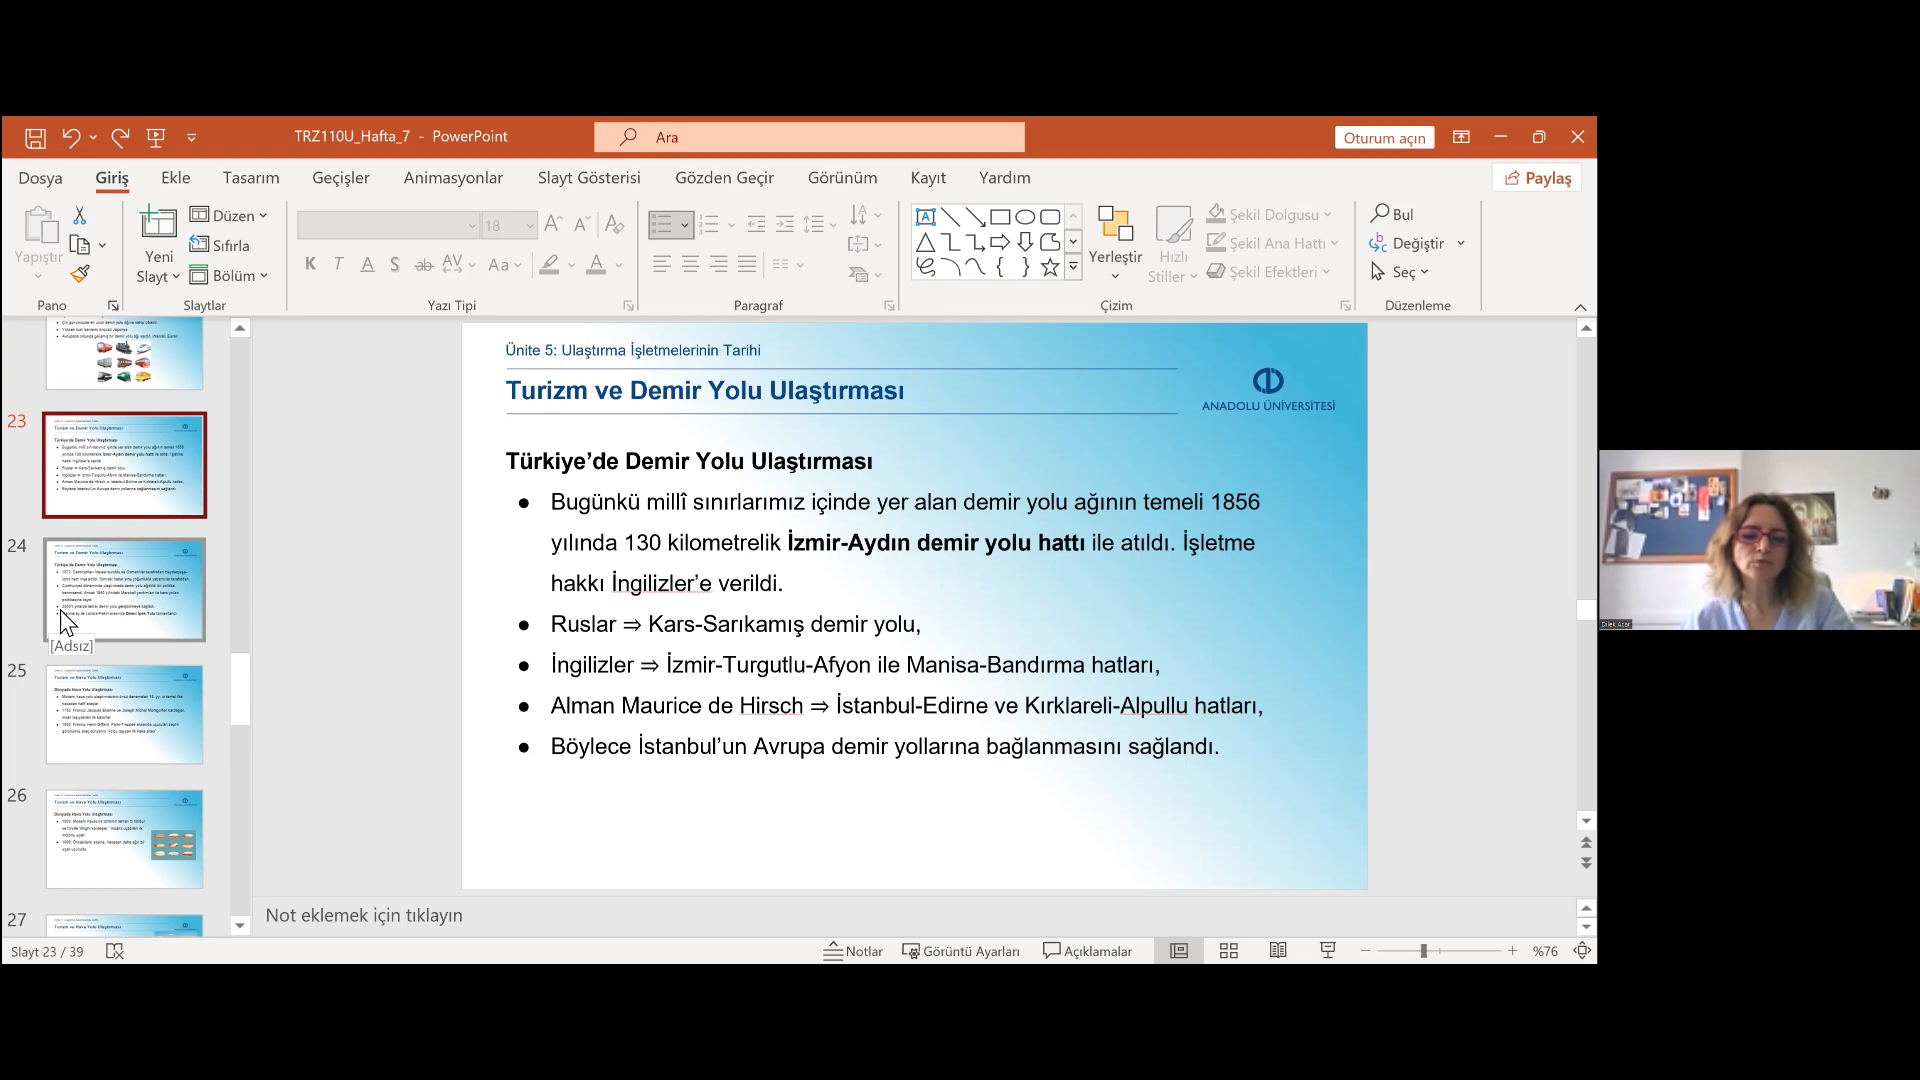 TRZ110U_Hafta_7 - PowerPoint
Ara
Oturum açın
Dosya Giriş Ekle Tasarım Geçişler Animasyonlar Slayt Gösterisi Gözden Geçir Görünüm Kayıt Yardım
Paylaş
Yapıştır
Pano
Yeni Slayt
Düzen
Sıfırla
Bölüm
Slaytlar
18
K T A S ab AV Aa A
Yazı Tipi
Paragraf
Yerleştir
Hızlı Stiller
Şekil Dolgusu
Şekil Ana Hattı
Şekil Efektleri
Çizim
Bul
Değiştir
Seç
Düzenleme
23
24
[Adsız]
25
26
27
Ünite 5: Ulaştırma İşletmelerinin Tarihi
Turizm ve Demir Yolu Ulaştırması
ANADOLU ÜNİVERSİTESİ
Türkiye’de Demir Yolu Ulaştırması
● Bugünkü millî sınırlarımız içinde yer alan demir yolu ağının temeli 1856
yılında 130 kilometrelik İzmir-Aydın demir yolu hattı ile atıldı. İşletme
hakkı İngilizler’e verildi.
● Ruslar ⇒ Kars-Sarıkamış demir yolu,
● İngilizler ⇒ İzmir-Turgutlu-Afyon ile Manisa-Bandırma hatları,
● Alman Maurice de Hirsch ⇒ İstanbul-Edirne ve Kırklareli-Alpullu hatları,
● Böylece İstanbul’un Avrupa demir yollarına bağlanmasını sağlandı.
Not eklemek için tıklayın
Slayt 23 / 39
Notlar
Görüntü Ayarları
Açıklamalar
%76
Dilek Acar